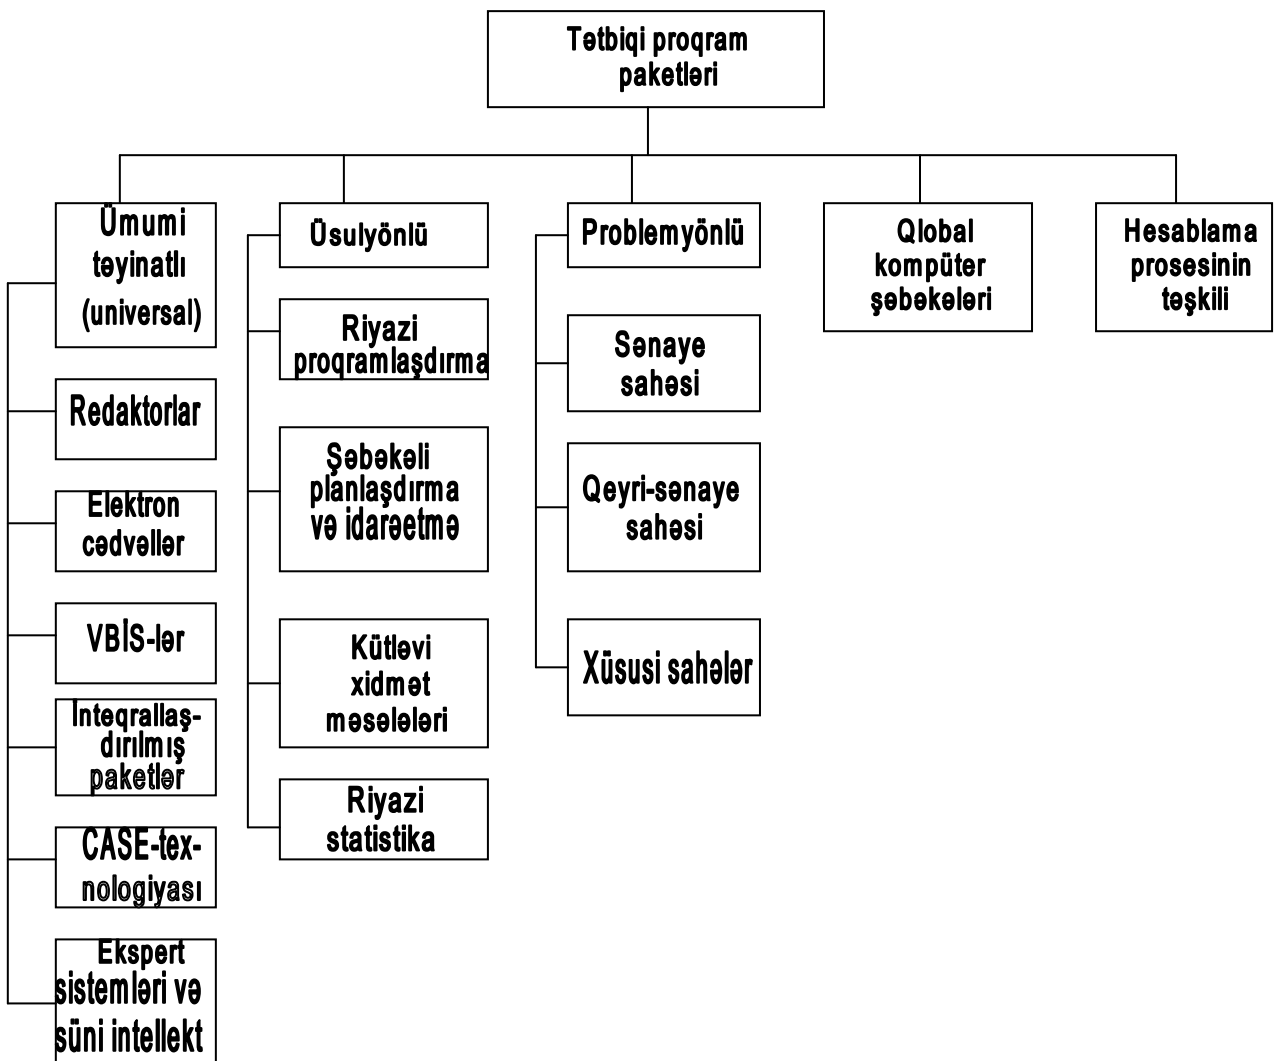 Tətbiqi proqram
paketləri
Ümumi
təyinatlı
(universal)
Redaktorlar
Elektron
cədvəllər
VBİS-lər
İnteqrallaş-
dırılmış
paketlər
CASE-tex-
nologiyası
Ekspert
sistemləri və
süni intellekt
Üsulyönlü
Riyazi
proqramlaşdırma
Şəbəkəli
planlaşdırma
və idarəetmə
Kütləvi
xidmət
məsələləri
Riyazi
statistika
Problemyönlü
Sənaye
sahəsi
Qeyri-sənaye
sahəsi
Xüsusi sahələr
Qlobal
kompüter
şəbəkələri
Hesablama
prosesinin
təşkili